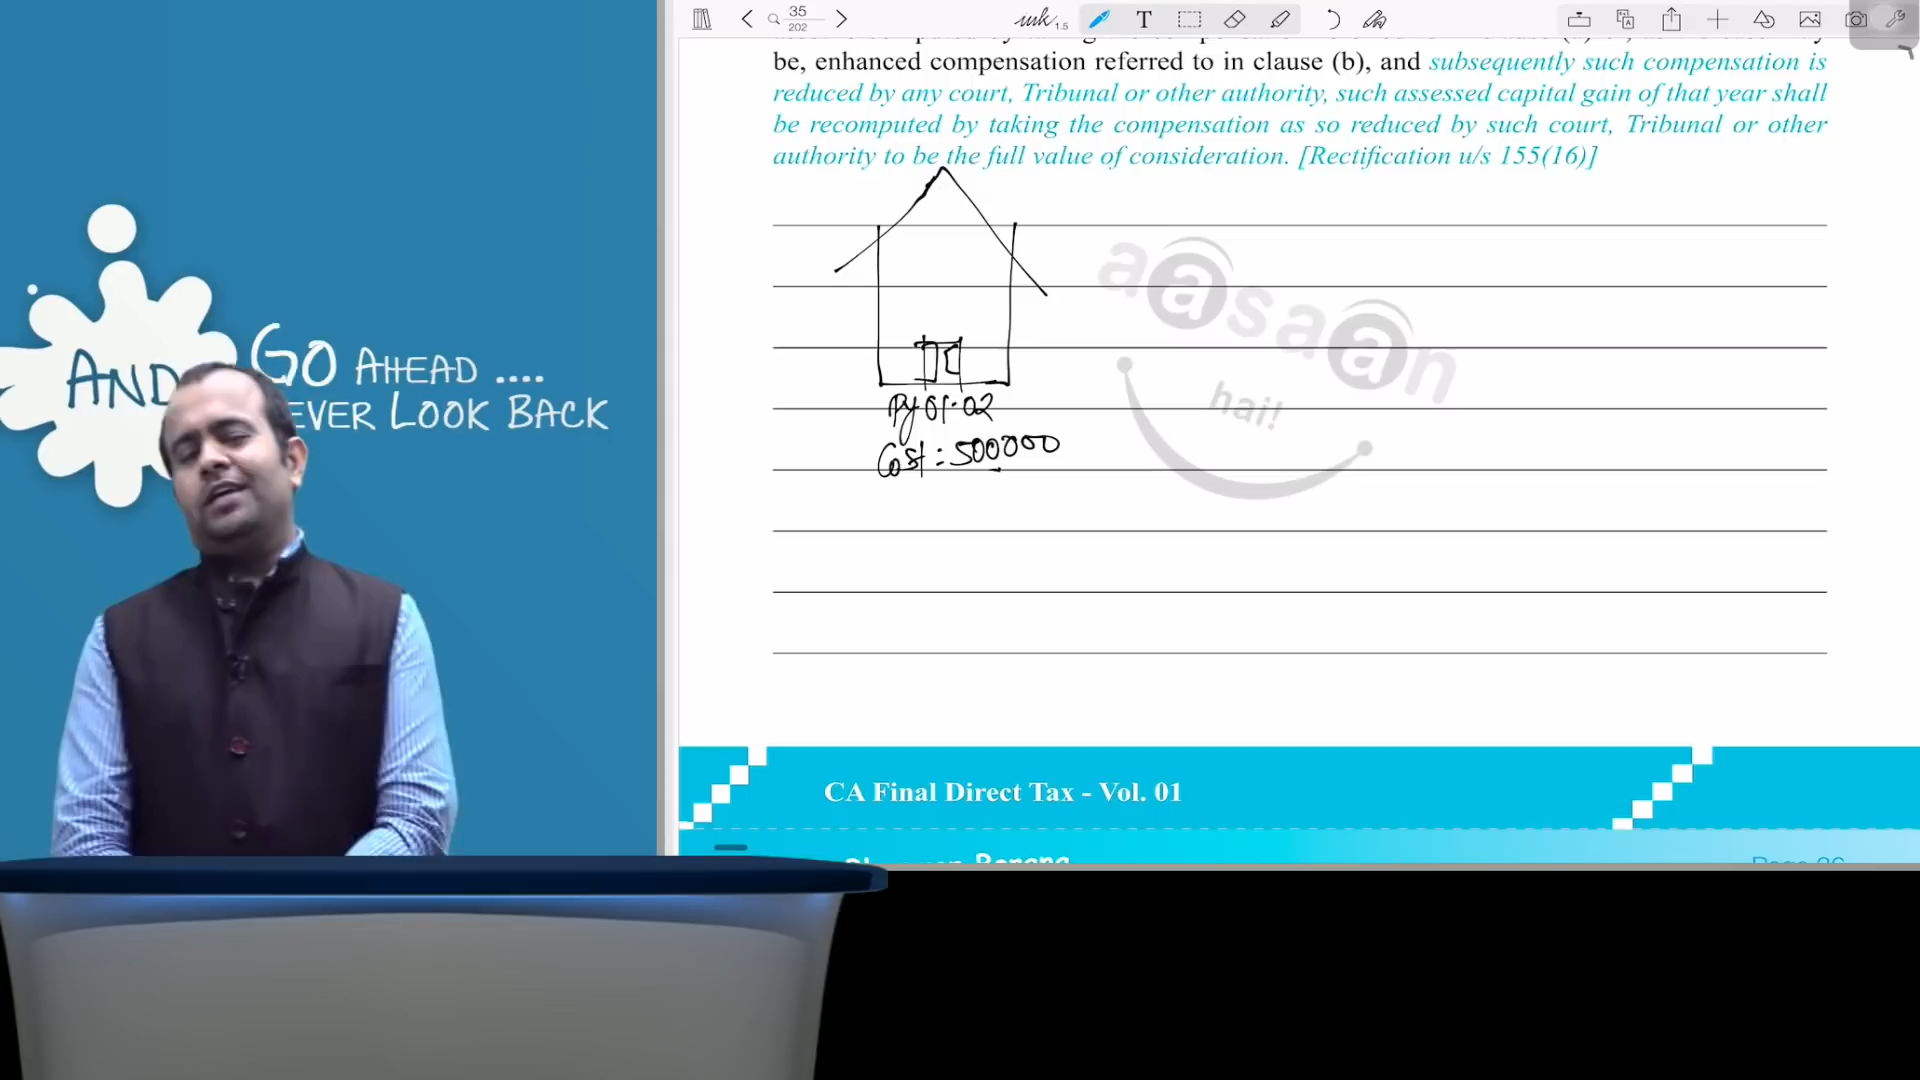 35
202
ink 1.5
T
be, enhanced compensation referred to in clause (b), and subsequently such compensation is
reduced by any court, Tribunal or other authority, such assessed capital gain of that year shall
be recomputed by taking the compensation as so reduced by such court, Tribunal or other
authority to be the full value of consideration. [Rectification u/s 155(16)]
aasaan
hai!
PY 01-02
Cost : 500000
AND
GO AHEAD ....
EVER LOOK BACK
CA Final Direct Tax - Vol. 01